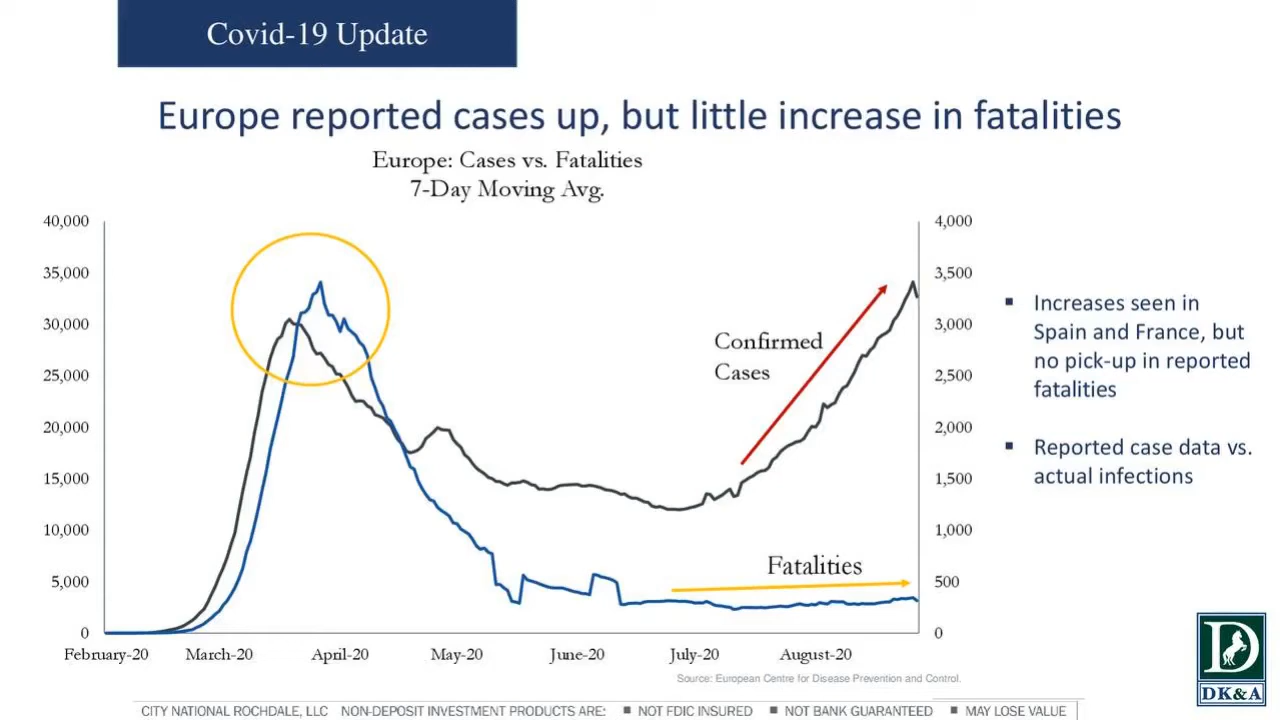 Covid-19 Update
Europe reported cases up, but little increase in fatalities
Europe: Cases vs. Fatalities
7-Day Moving Avg.
40,000
35,000
30,000
25,000
20,000
15,000
10,000
5,000
0
4,000
3,500
3,000
2,500
2,000
1,500
1,000
500
0
Confirmed
Cases
Fatalities
February-20 March-20 April-20 May-20 June-20 July-20 August-20
▪ Increases seen in
Spain and France, but
no pick-up in reported
fatalities
▪ Reported case data vs.
actual infections
Source: European Centre for Disease Prevention and Control.
D
DK&A
CITY NATIONAL ROCHDALE, LLC NON-DEPOSIT INVESTMENT PRODUCTS ARE: ■ NOT FDIC INSURED ■ NOT BANK GUARANTEED ■ MAY LOSE VALUE